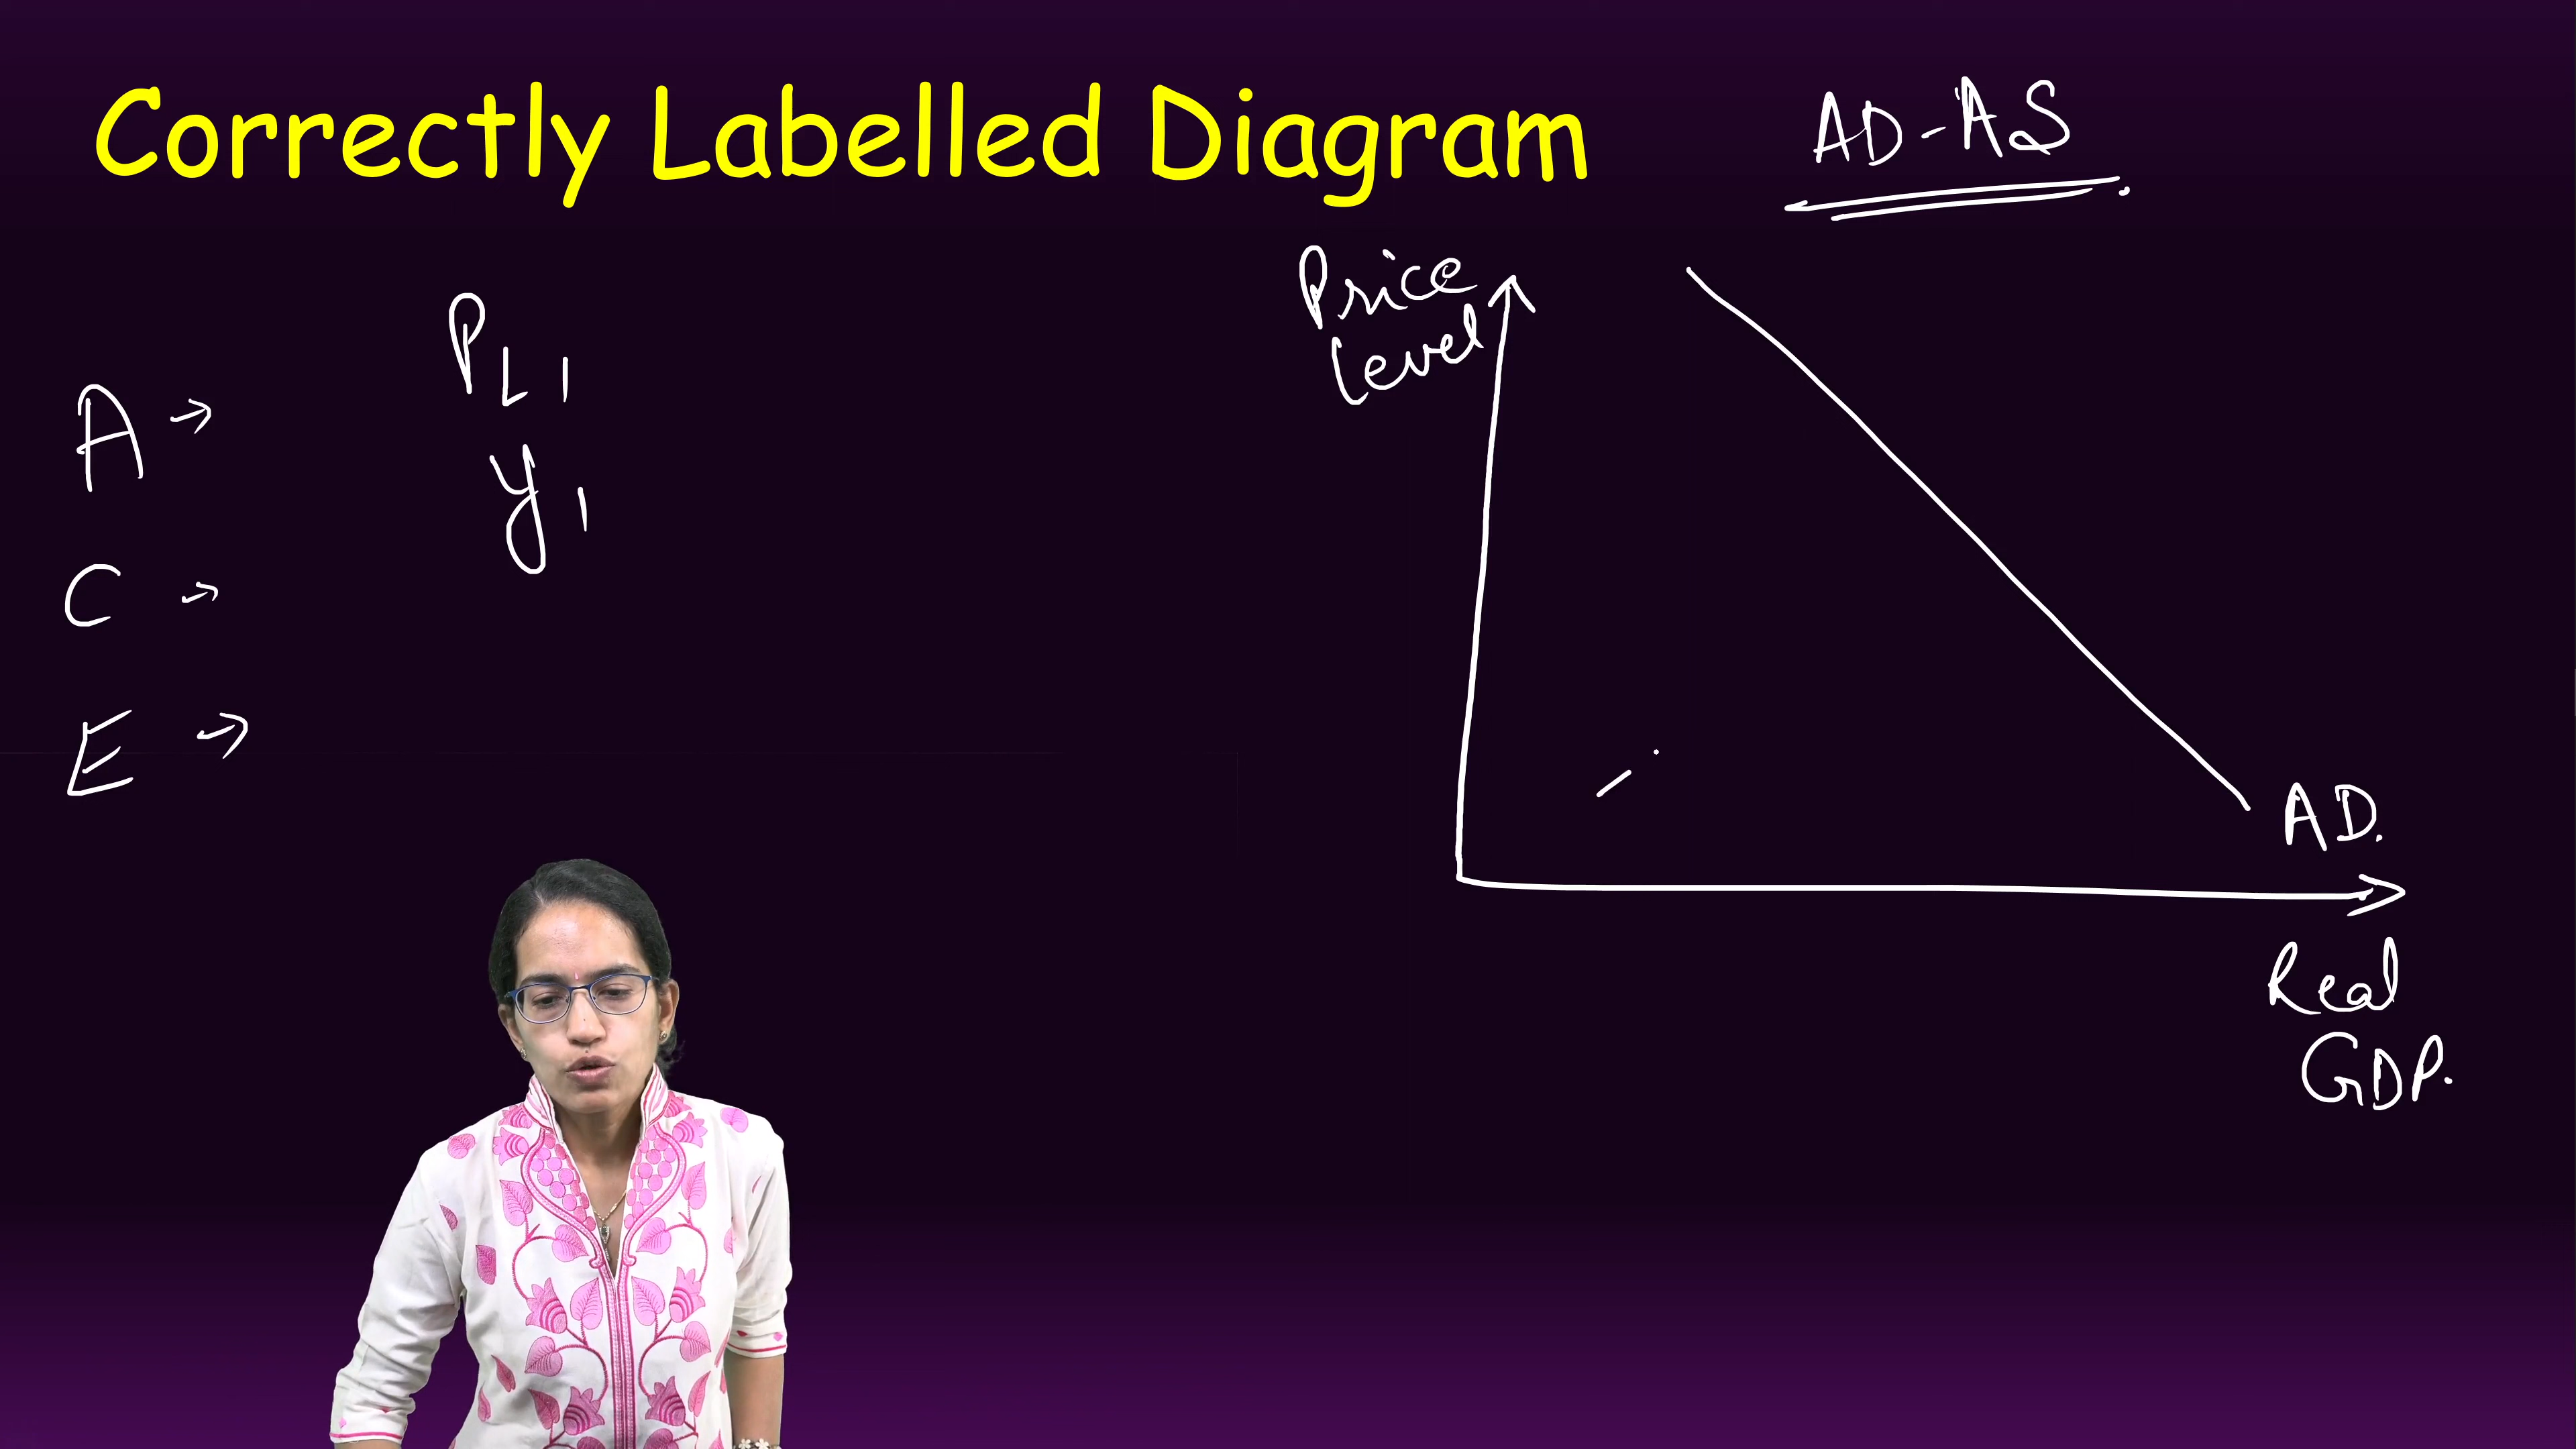 Correctly Labelled Diagram
AD-AS
Price
Level
PL1
A →
y1
C →
E →
AD.
Real
GDP.